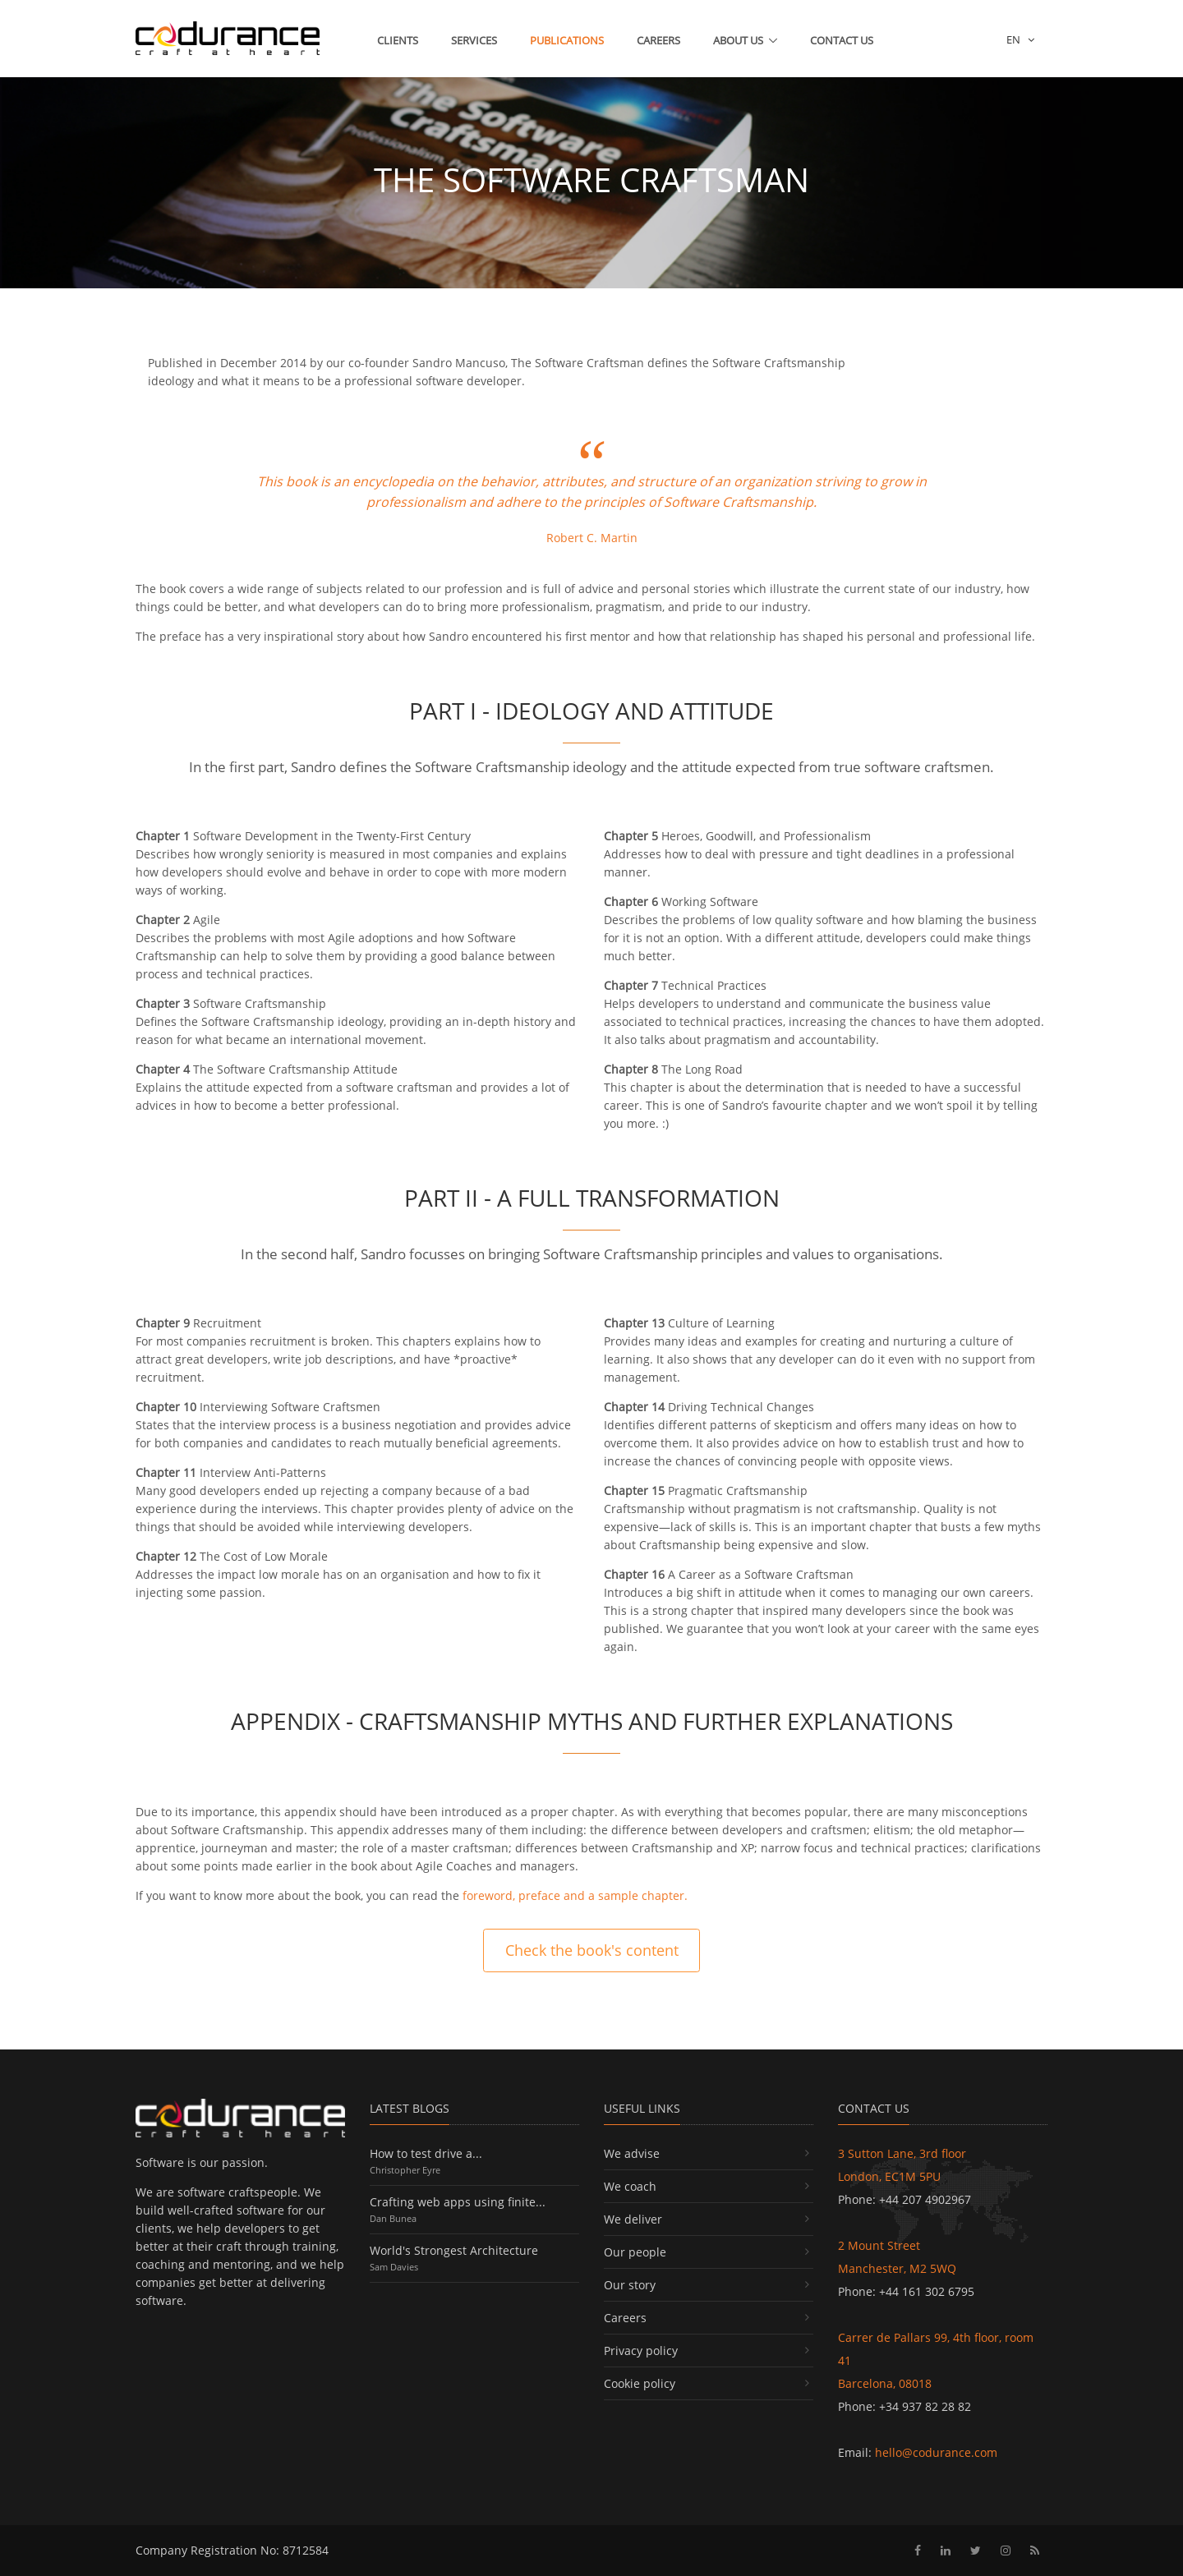 codurance
craft at heart
CLIENTS
SERVICES
PUBLICATIONS
CAREERS
ABOUT US
CONTACT US
EN
The Software
Craftsman
Professionalism, Pragmatism, Pride
Foreword by Robert C. Martin
THE SOFTWARE CRAFTSMAN
Published in December 2014 by our co-founder Sandro Mancuso, The Software Craftsman defines the Software Craftsmanship
ideology and what it means to be a professional software developer.
“
This book is an encyclopedia on the behavior, attributes, and structure of an organization striving to grow in
professionalism and adhere to the principles of Software Craftsmanship.
Robert C. Martin
The book covers a wide range of subjects related to our profession and is full of advice and personal stories which illustrate the current state of our industry, how
things could be better, and what developers can do to bring more professionalism, pragmatism, and pride to our industry.
The preface has a very inspirational story about how Sandro encountered his first mentor and how that relationship has shaped his personal and professional life.
PART I - IDEOLOGY AND ATTITUDE
In the first part, Sandro defines the Software Craftsmanship ideology and the attitude expected from true software craftsmen.
Chapter 1 Software Development in the Twenty-First Century
Describes how wrongly seniority is measured in most companies and explains
how developers should evolve and behave in order to cope with more modern
ways of working.
Chapter 2 Agile
Describes the problems with most Agile adoptions and how Software
Craftsmanship can help to solve them by providing a good balance between
process and technical practices.
Chapter 3 Software Craftsmanship
Defines the Software Craftsmanship ideology, providing an in-depth history and
reason for what became an international movement.
Chapter 4 The Software Craftsmanship Attitude
Explains the attitude expected from a software craftsman and provides a lot of
advices in how to become a better professional.
Chapter 5 Heroes, Goodwill, and Professionalism
Addresses how to deal with pressure and tight deadlines in a professional
manner.
Chapter 6 Working Software
Describes the problems of low quality software and how blaming the business
for it is not an option. With a different attitude, developers could make things
much better.
Chapter 7 Technical Practices
Helps developers to understand and communicate the business value
associated to technical practices, increasing the chances to have them adopted.
It also talks about pragmatism and accountability.
Chapter 8 The Long Road
This chapter is about the determination that is needed to have a successful
career. This is one of Sandro’s favourite chapter and we won’t spoil it by telling
you more. :)
PART II - A FULL TRANSFORMATION
In the second half, Sandro focusses on bringing Software Craftsmanship principles and values to organisations.
Chapter 9 Recruitment
For most companies recruitment is broken. This chapters explains how to
attract great developers, write job descriptions, and have *proactive*
recruitment.
Chapter 10 Interviewing Software Craftsmen
States that the interview process is a business negotiation and provides advice
for both companies and candidates to reach mutually beneficial agreements.
Chapter 11 Interview Anti-Patterns
Many good developers ended up rejecting a company because of a bad
experience during the interviews. This chapter provides plenty of advice on the
things that should be avoided while interviewing developers.
Chapter 12 The Cost of Low Morale
Addresses the impact low morale has on an organisation and how to fix it
injecting some passion.
Chapter 13 Culture of Learning
Provides many ideas and examples for creating and nurturing a culture of
learning. It also shows that any developer can do it even with no support from
management.
Chapter 14 Driving Technical Changes
Identifies different patterns of skepticism and offers many ideas on how to
overcome them. It also provides advice on how to establish trust and how to
increase the chances of convincing people with opposite views.
Chapter 15 Pragmatic Craftsmanship
Craftsmanship without pragmatism is not craftsmanship. Quality is not
expensive—lack of skills is. This is an important chapter that busts a few myths
about Craftsmanship being expensive and slow.
Chapter 16 A Career as a Software Craftsman
Introduces a big shift in attitude when it comes to managing our own careers.
This is a strong chapter that inspired many developers since the book was
published. We guarantee that you won’t look at your career with the same eyes
again.
APPENDIX - CRAFTSMANSHIP MYTHS AND FURTHER EXPLANATIONS
Due to its importance, this appendix should have been introduced as a proper chapter. As with everything that becomes popular, there are many misconceptions
about Software Craftsmanship. This appendix addresses many of them including: the difference between developers and craftsmen; elitism; the old metaphor—
apprentice, journeyman and master; the role of a master craftsman; differences between Craftsmanship and XP; narrow focus and technical practices; clarifications
about some points made earlier in the book about Agile Coaches and managers.
If you want to know more about the book, you can read the foreword, preface and a sample chapter.
Check the book's content
codurance
craft at heart
Software is our passion.
We are software craftspeople. We
build well-crafted software for our
clients, we help developers to get
better at their craft through training,
coaching and mentoring, and we help
companies get better at delivering
software.
LATEST BLOGS
How to test drive a...
Christopher Eyre
Crafting web apps using finite...
Dan Bunea
World's Strongest Architecture
Sam Davies
USEFUL LINKS
We advise
We coach
We deliver
Our people
Our story
Careers
Privacy policy
Cookie policy
CONTACT US
3 Sutton Lane, 3rd floor
London, EC1M 5PU
Phone: +44 207 4902967
2 Mount Street
Manchester, M2 5WQ
Phone: +44 161 302 6795
Carrer de Pallars 99, 4th floor, room
41
Barcelona, 08018
Phone: +34 937 82 28 82
Email: hello@codurance.com
Company Registration No: 8712584